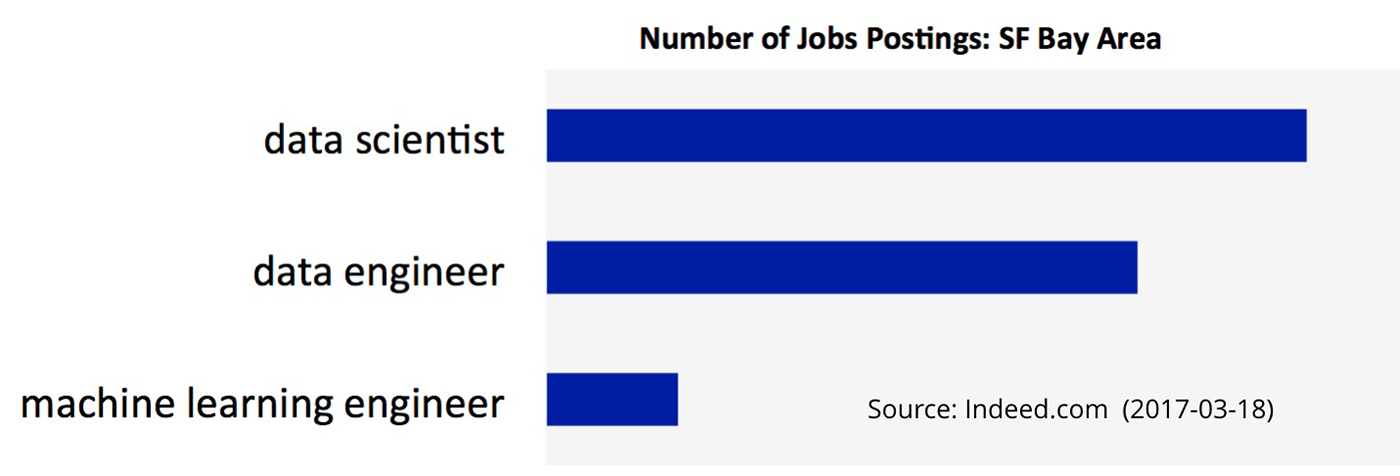 Number of Jobs Postings: SF Bay Area
data scientist
data engineer
machine learning engineer
Source: Indeed.com (2017-03-18)